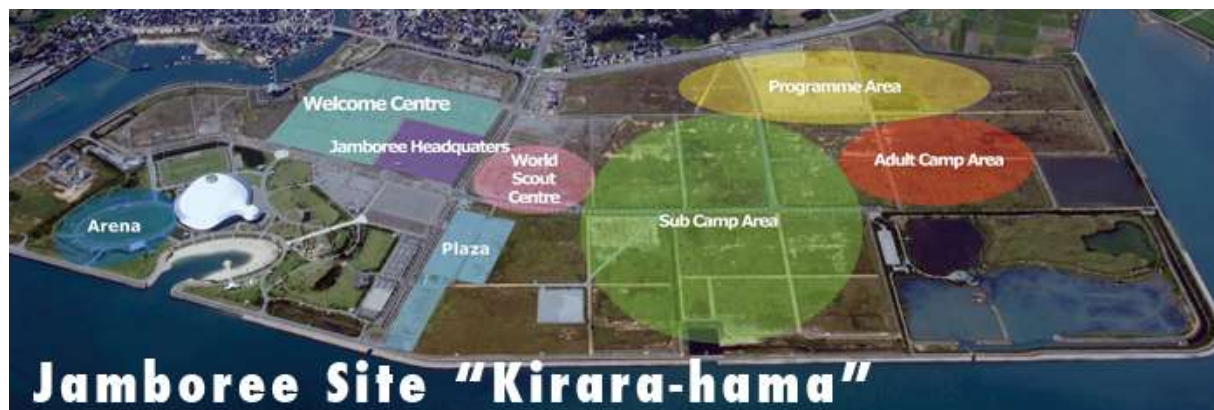 Programme Area
Welcome Centre
Jamboree Headquaters
World
Scout
Centre
Adult Camp Area
Arena
Sub Camp Area
Plaza
Jamboree Site "Kirara-hama"